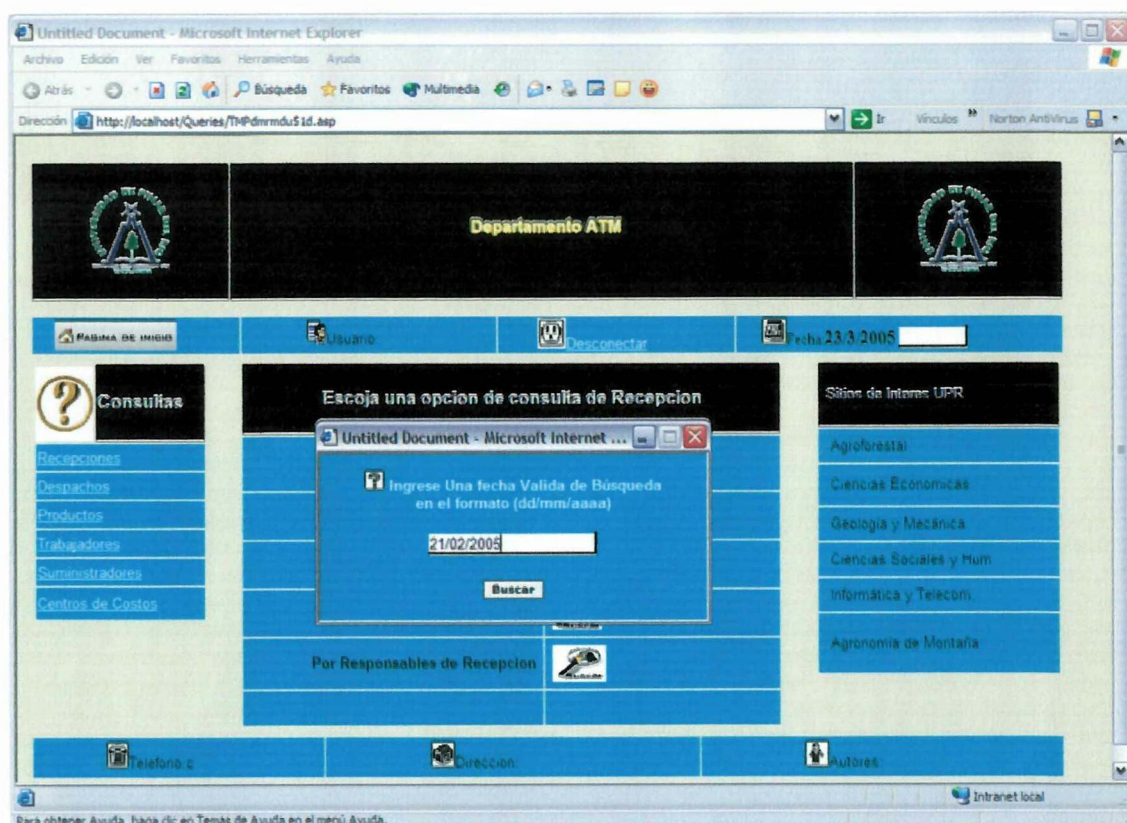 Untitled Document - Microsoft Internet Explorer
Archivo Edición Ver Favoritos Herramientas Ayuda
Atrás Búsqueda Favoritos Multimedia
Dirección http://localhost/Queries/TMPdmrmdu51d.asp Ir Vínculos » Norton AntiVirus
Departamento ATM
PAGINA DE INICIO Usuario Desconectar Fecha 23/3/2005
Consultas
Recepciones
Despachos
Productos
Trabajadores
Suministradores
Centros de Costos
Escoja una opcion de consulta de Recepcion
Untitled Document - Microsoft Internet ...
Ingrese Una fecha Valida de Búsqueda
en el formato (dd/mm/aaaa)
21/02/2005
Buscar
Por Responsables de Recepcion
Sitios de Interes UPR
Agroforestal
Ciencias Economicas
Geología y Mecánica
Ciencias Sociales y Hum
Informática y Telecom.
Agronomía de Montaña
Telefono:c Direccion: Autores
Intranet local
Para obtener Ayuda, haga clic en Temas de Ayuda en el menú Ayuda.